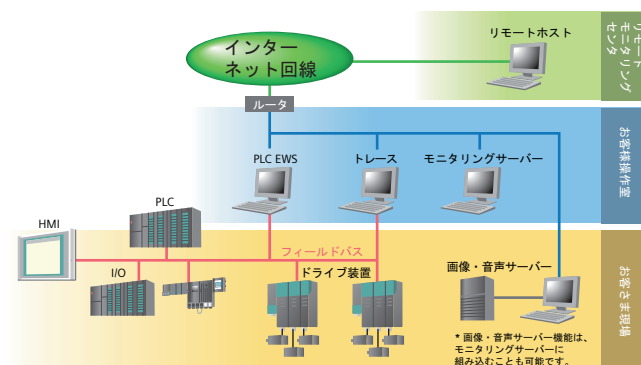 リモートホスト
リモート
モニタリング
センタ
インター
ネット回線
ルータ
お客様操作室
PLC EWS
トレース
モニタリングサーバー
PLC
HMI
フィールドバス
I/O
ドライブ装置
画像・音声サーバー
お客さま現場
* 画像・音声サーバー機能は、
モニタリングサーバーに
組み込むことも可能です。